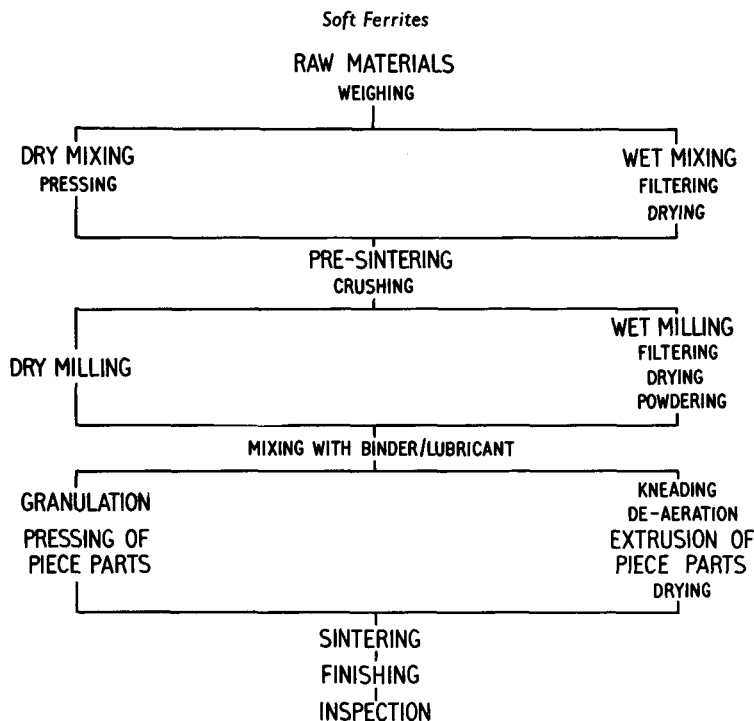 Soft Ferrites
RAW MATERIALS
WEIGHING
DRY MIXING
PRESSING
WET MIXING
FILTERING
DRYING
PRE-SINTERING
CRUSHING
DRY MILLING
WET MILLING
FILTERING
DRYING
POWDERING
MIXING WITH BINDER/LUBRICANT
GRANULATION
PRESSING OF
PIECE PARTS
KNEADING
DE-AERATION
EXTRUSION OF
PIECE PARTS
DRYING
SINTERING
FINISHING
INSPECTION